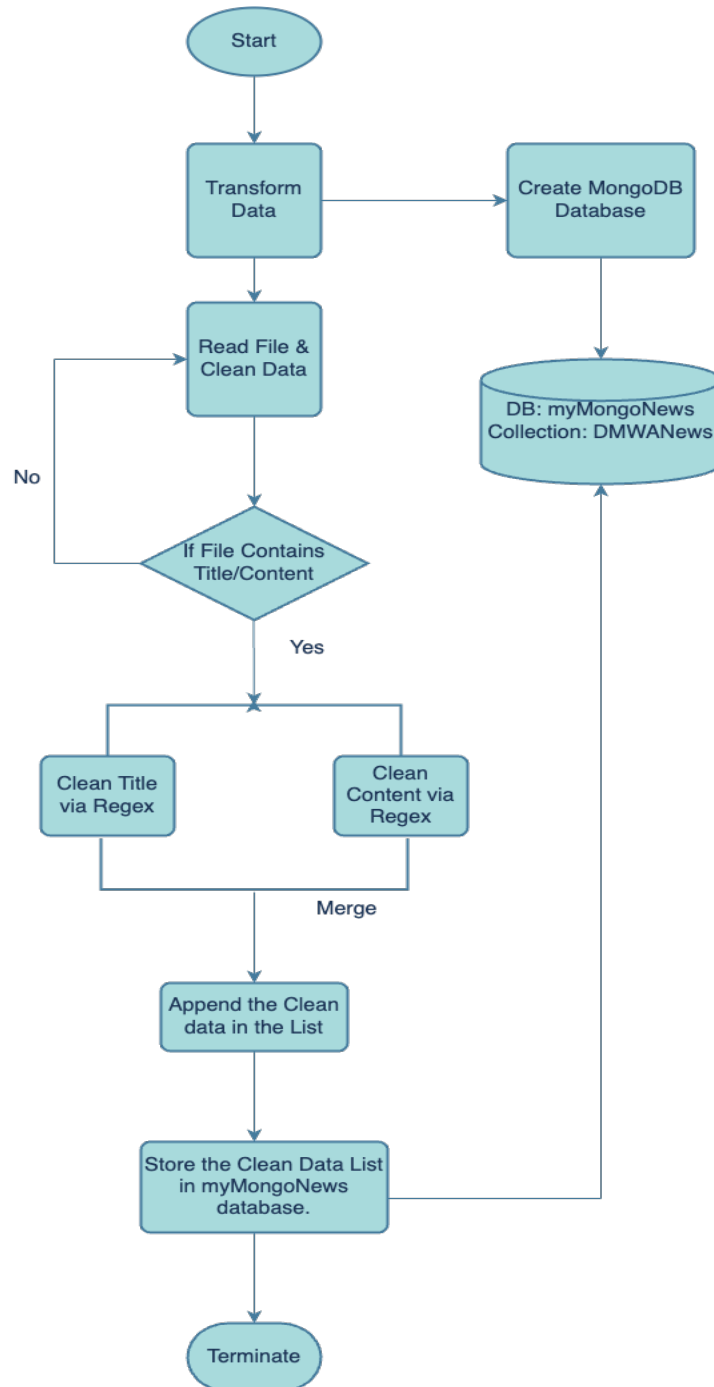 Start
Transform
Data
Create MongoDB
Database
Read File &
Clean Data
DB: myMongoNews
Collection: DMWANews
No
If File Contains
Title/Content
Yes
Clean Title
via Regex
Clean
Content via
Regex
Merge
Append the Clean
data in the List
Store the Clean Data List
in myMongoNews
database.
Terminate